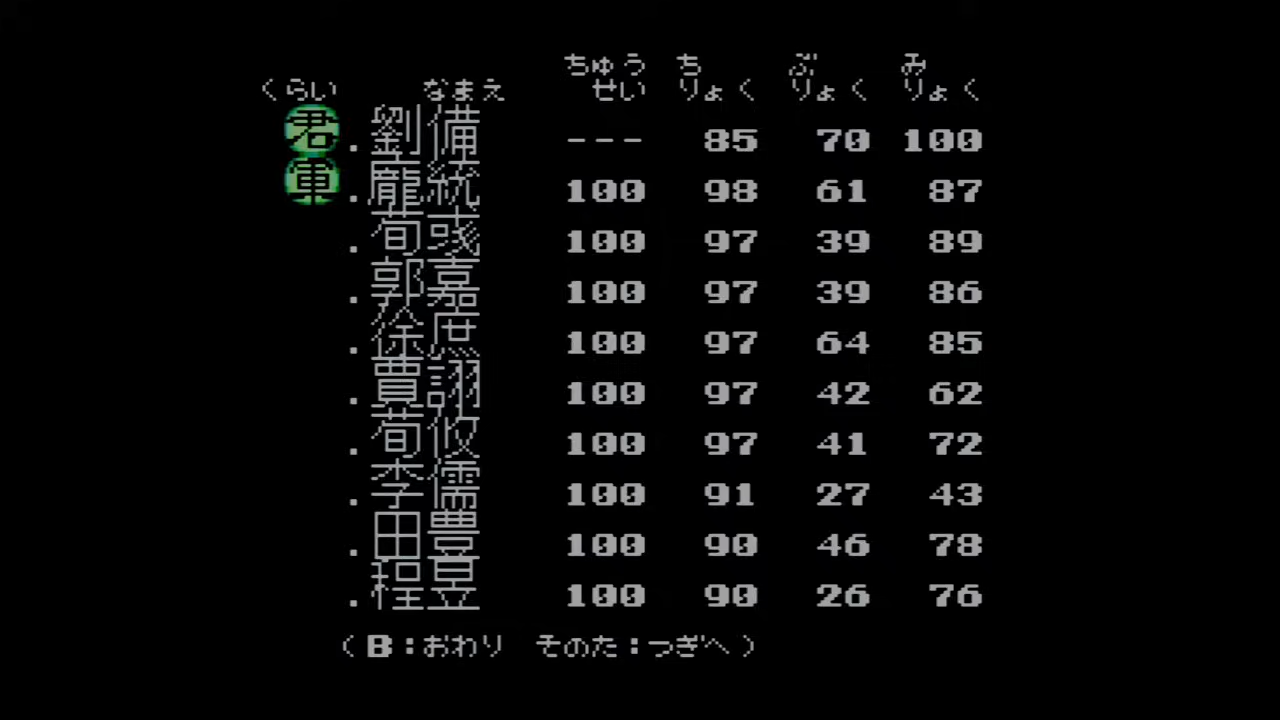 くらい なまえ ちゅうせい ちりょく ぶりょく みりょく
君.劉備 --- 85 70 100
軍.龐統 100 98 61 87
.荀彧 100 97 39 89
.郭嘉 100 97 39 86
.徐庶 100 97 64 85
.賈詡 100 97 42 62
.荀攸 100 97 41 72
.李儒 100 91 27 43
.田豊 100 90 46 78
.程昱 100 90 26 76
(B:おわり そのた:つぎへ)